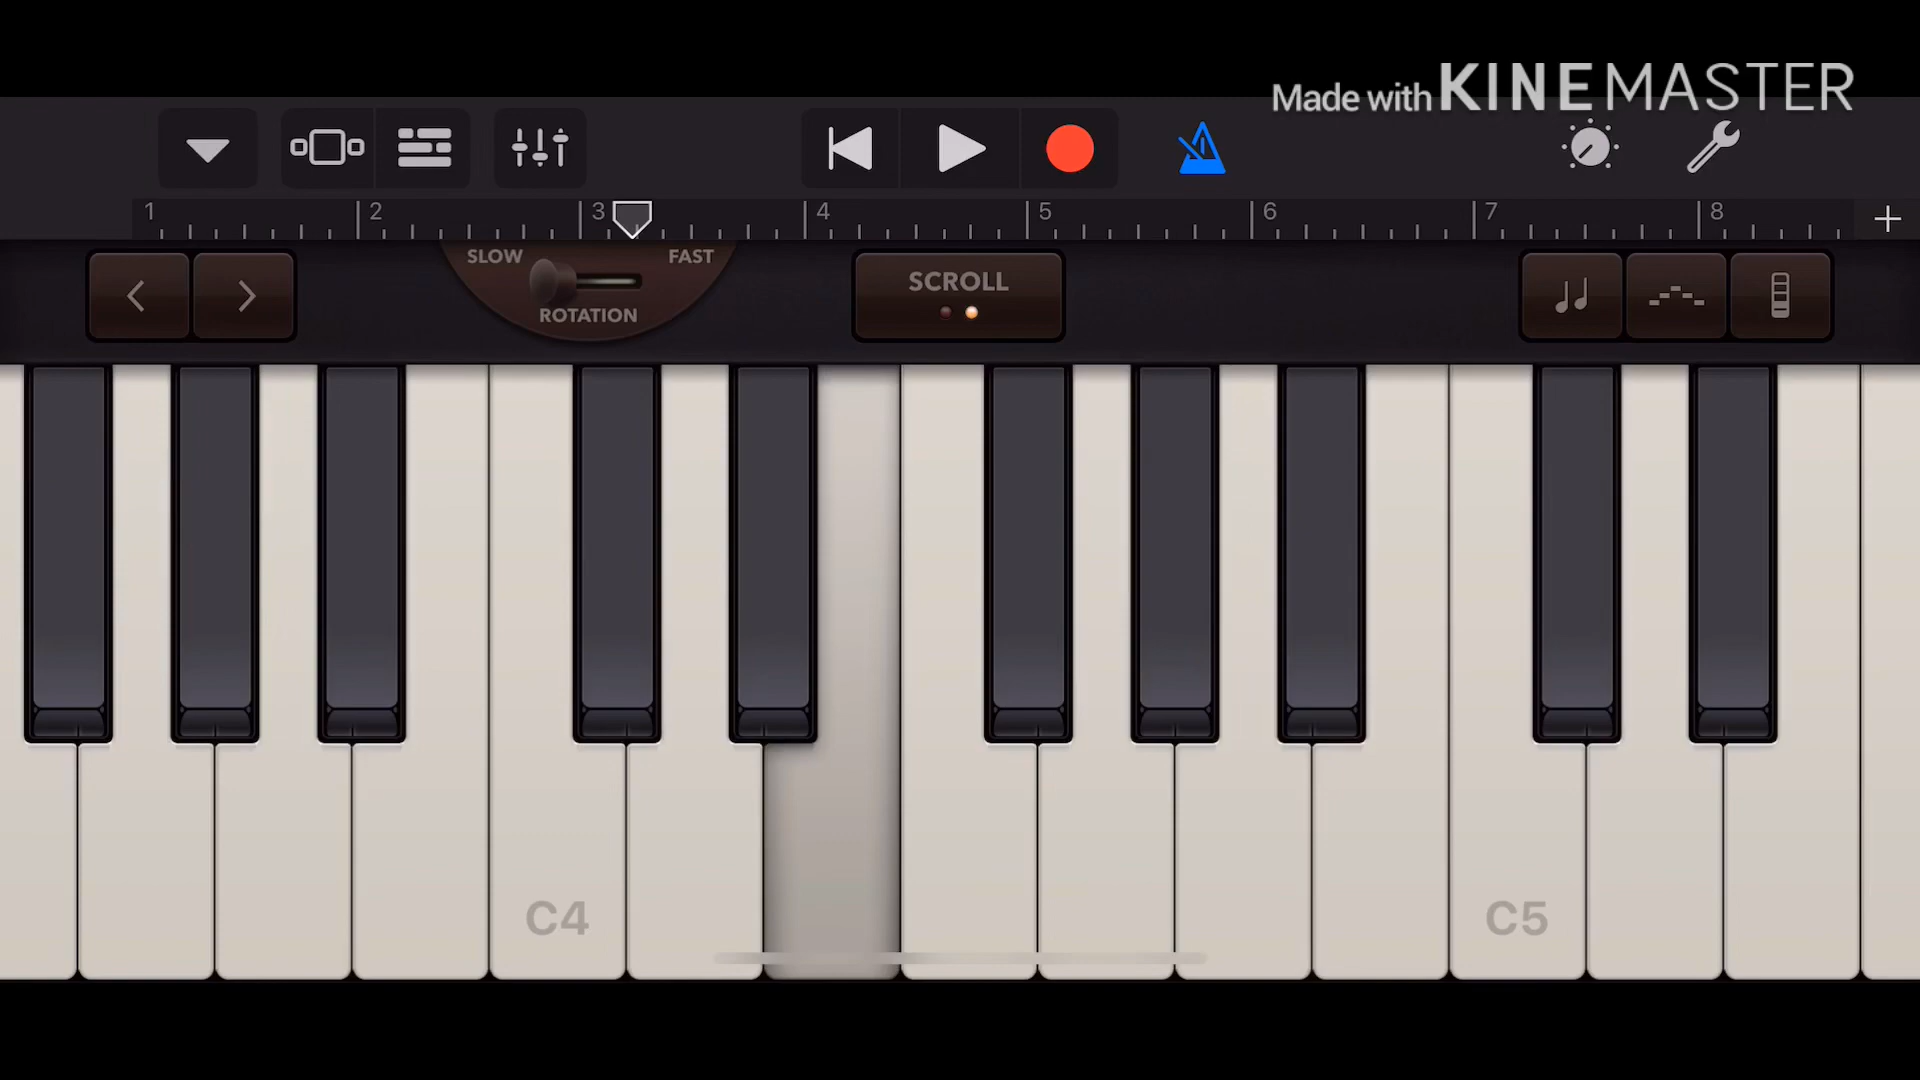 Made with KINEMASTER
1 2 3 4 5 6 7 8
SLOW FAST
ROTATION
SCROLL
C4 C5